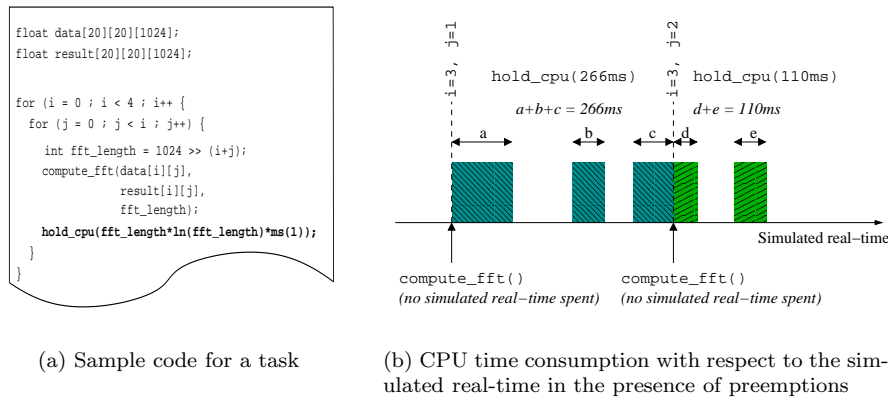 float data[20][20][1024];
float result[20][20][1024];
for (i = 0 ; i < 4 ; i++ {
for (j = 0 ; j < i ; j++) {
int fft_length = 1024 >> (i+j);
compute_fft(data[i][j],
result[i][j],
fft_length);
hold_cpu(fft_length*ln(fft_length)*ms(1));
}
}
(a) Sample code for a task
i=3, j=1
i=3, j=2
hold_cpu(266ms)
hold_cpu(110ms)
a+b+c = 266ms
d+e = 110ms
a
b
c
d
e
Simulated real-time
compute_fft()
(no simulated real-time spent)
compute_fft()
(no simulated real-time spent)
(b) CPU time consumption with respect to the sim-
ulated real-time in the presence of preemptions